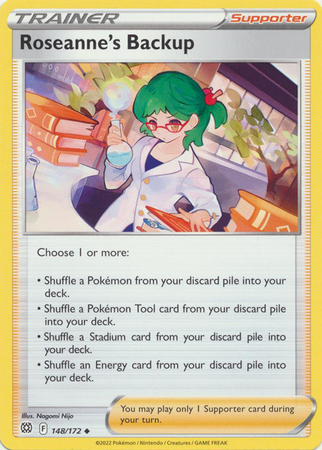 TRAINER Supporter
Roseanne's Backup
Choose 1 or more:
• Shuffle a Pokémon from your discard pile into your
deck.
• Shuffle a Pokémon Tool card from your discard pile
into your deck.
• Shuffle a Stadium card from your discard pile into
your deck.
• Shuffle an Energy card from your discard pile into
your deck.
Illus. Nagomi Nijo
F 148/172 ◆
You may play only 1 Supporter card during
your turn.
©2022 Pokémon / Nintendo / Creatures / GAME FREAK